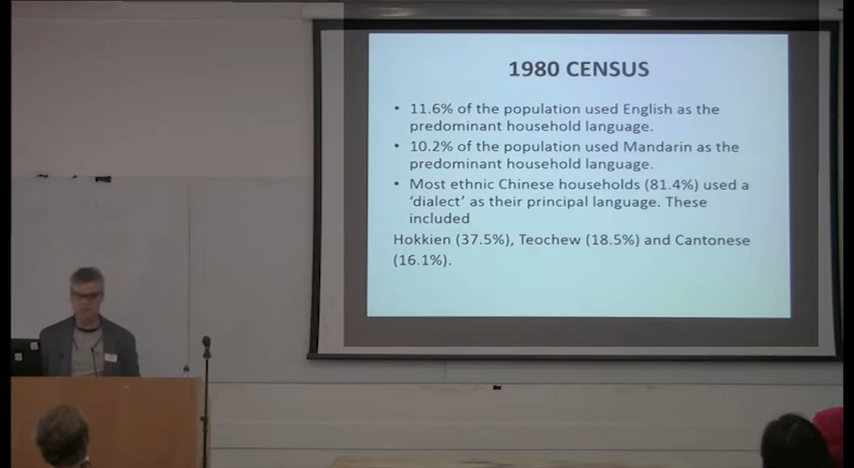 1980 CENSUS
• 11.6% of the population used English as the
predominant household language.
• 10.2% of the population used Mandarin as the
predominant household language.
• Most ethnic Chinese households (81.4%) used a
‘dialect’ as their principal language. These
included
Hokkien (37.5%), Teochew (18.5%) and Cantonese
(16.1%).